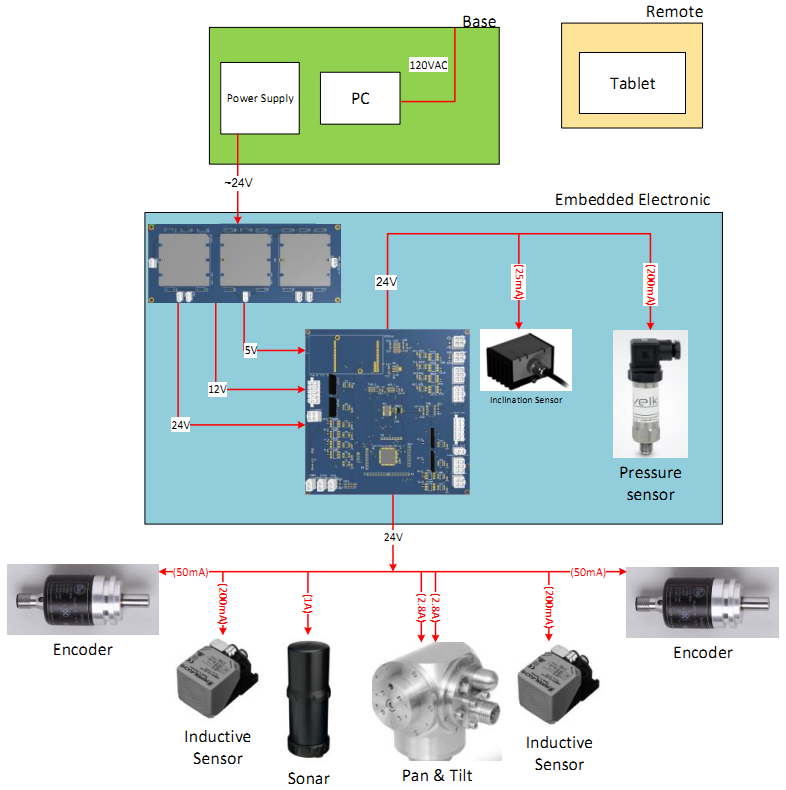 Base
Remote
120VAC
Power Supply
PC
Tablet
~24V
Embedded Electronic
24V
(25mA)
(200mA)
5V
12V
24V
Inclination Sensor
velk
Pressure
sensor
24V
(50mA)
(50mA)
(200mA)
(1A)
(2.8A)
(2.8A)
(200mA)
Encoder
Encoder
Inductive
Sensor
Sonar
Pan & Tilt
Inductive
Sensor